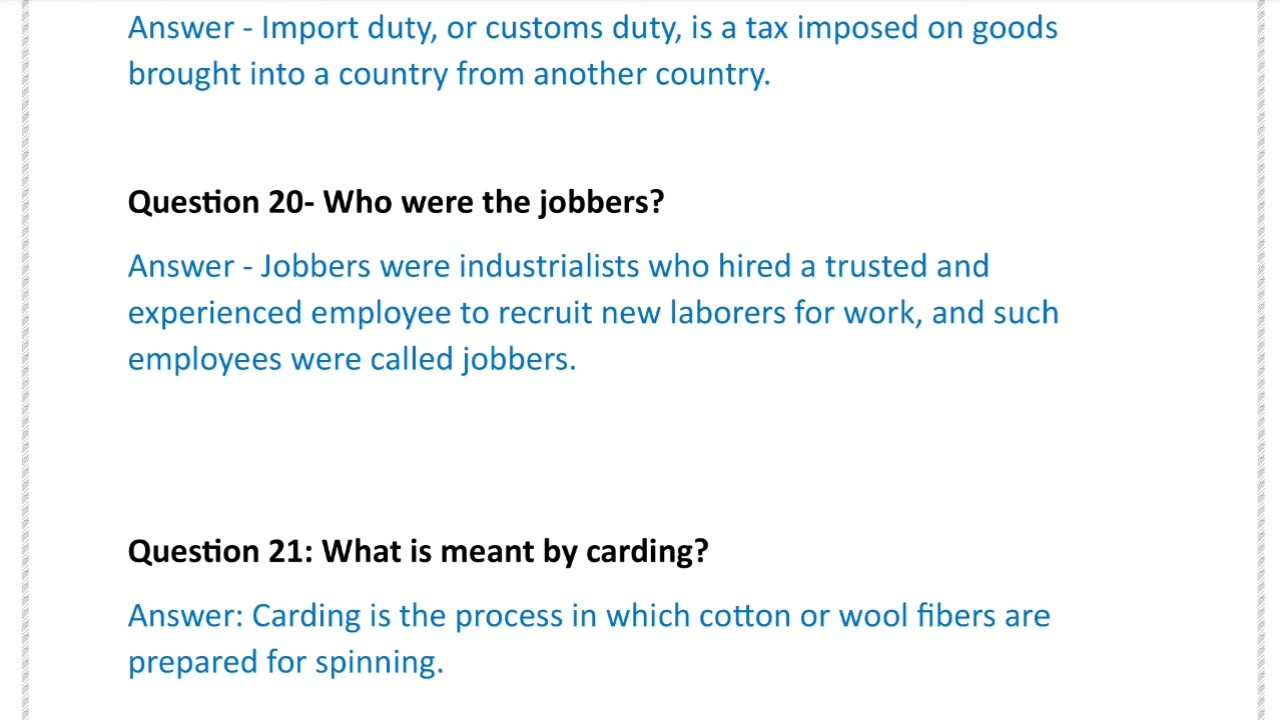 Answer - Import duty, or customs duty, is a tax imposed on goods
brought into a country from another country.
Question 20- Who were the jobbers?
Answer - Jobbers were industrialists who hired a trusted and
experienced employee to recruit new laborers for work, and such
employees were called jobbers.
Question 21: What is meant by carding?
Answer: Carding is the process in which cotton or wool fibers are
prepared for spinning.